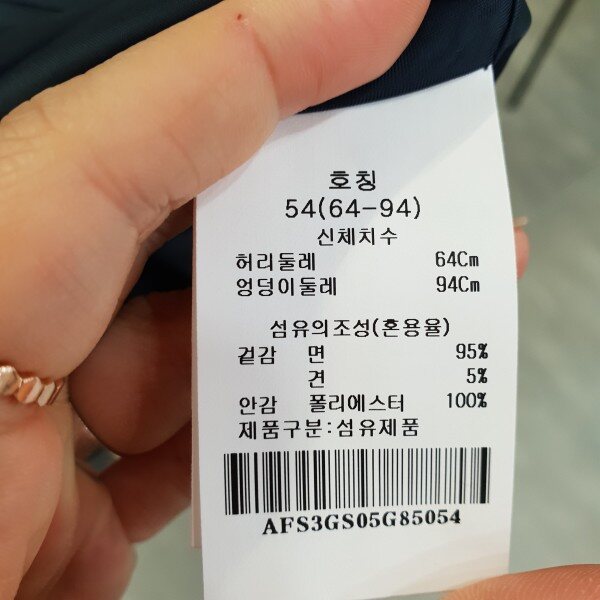 호칭
54(64-94)
신체치수
허리둘레 64Cm
엉덩이둘레 94Cm
섬유의조성(혼용율)
겉감 면 95%
견 5%
안감 폴리에스터 100%
제품구분:섬유제품
AFS3GS05G85054